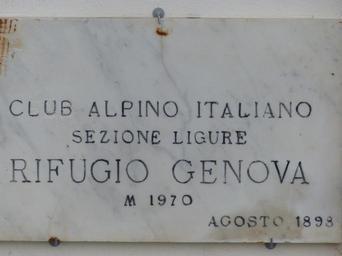 CLUB ALPINO ITALIANO
SEZIONE LIGURE
RIFUGIO GENOVA
M 1970
AGOSTO 1898